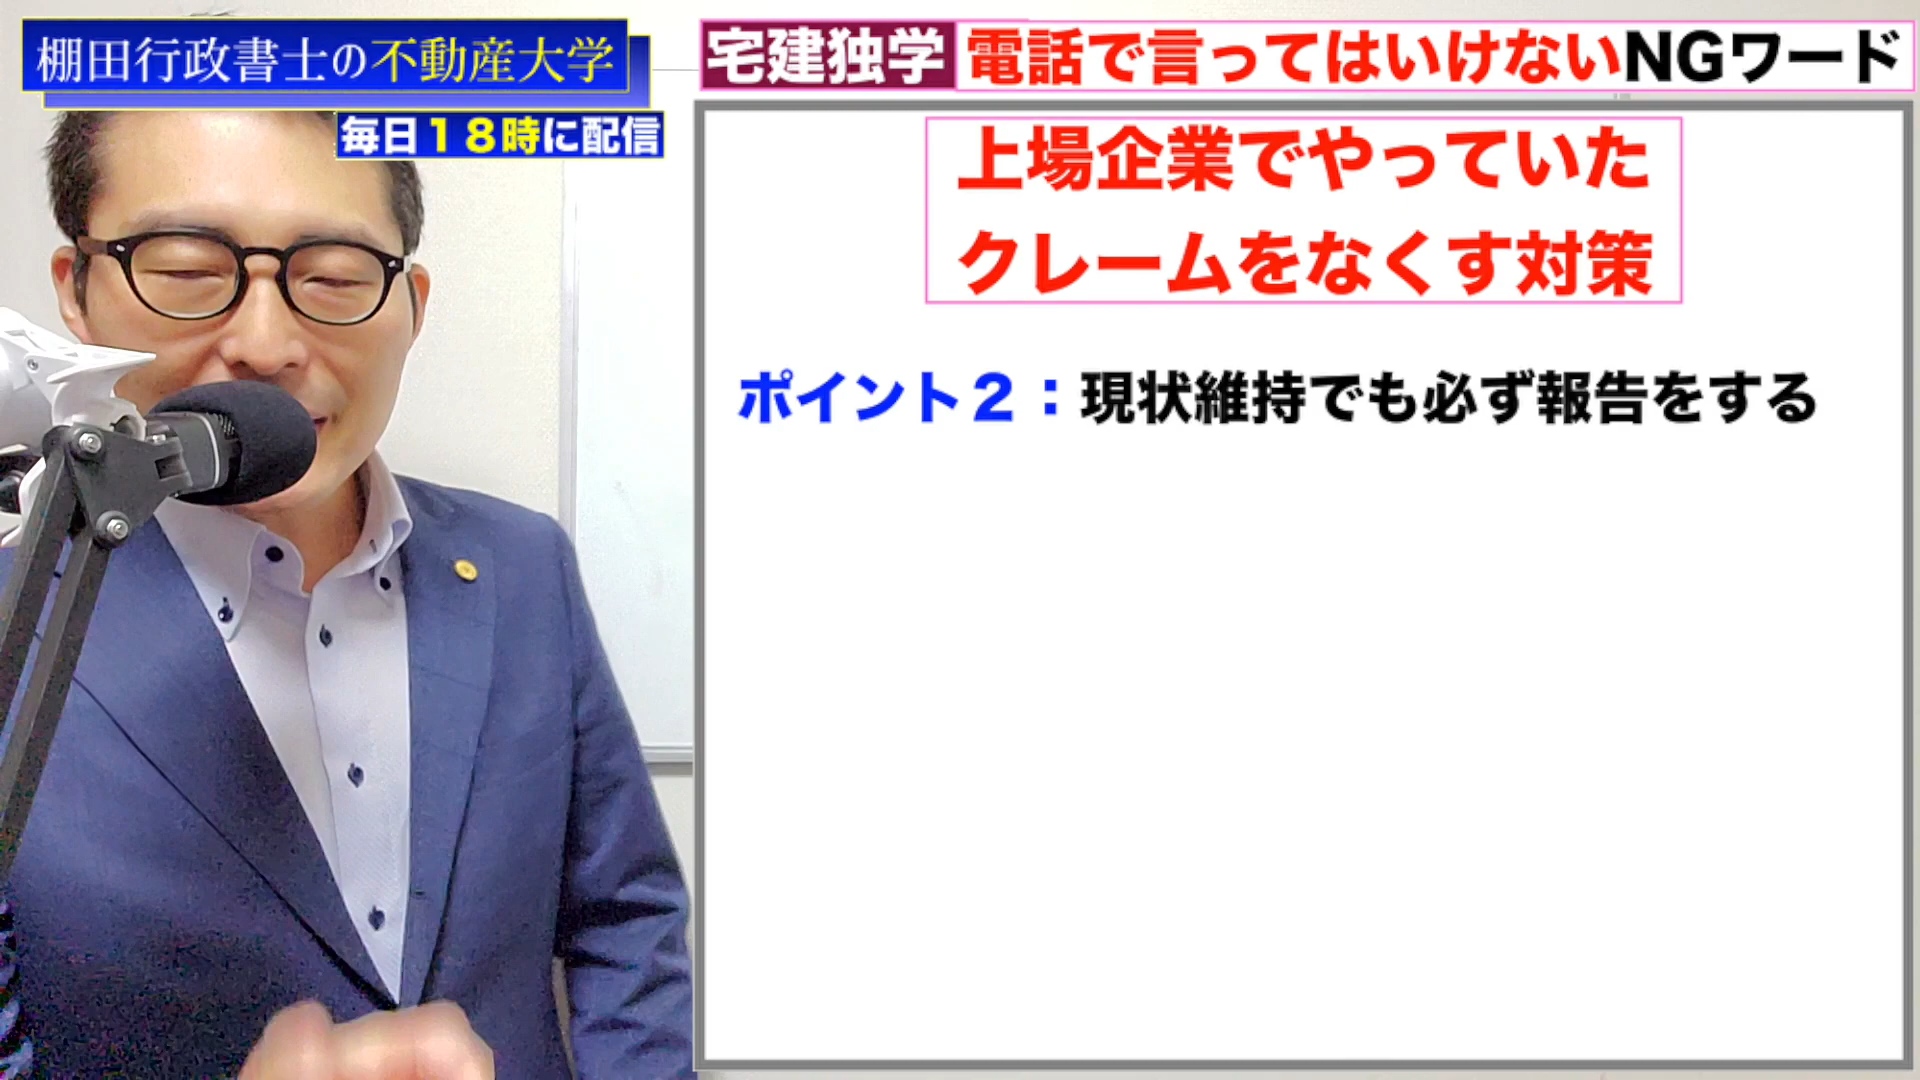 棚田行政書士の不動産大学
毎日１８時に配信
宅建独学 電話で言ってはいけないNGワード
上場企業でやっていた
クレームをなくす対策
ポイント２：現状維持でも必ず報告をする